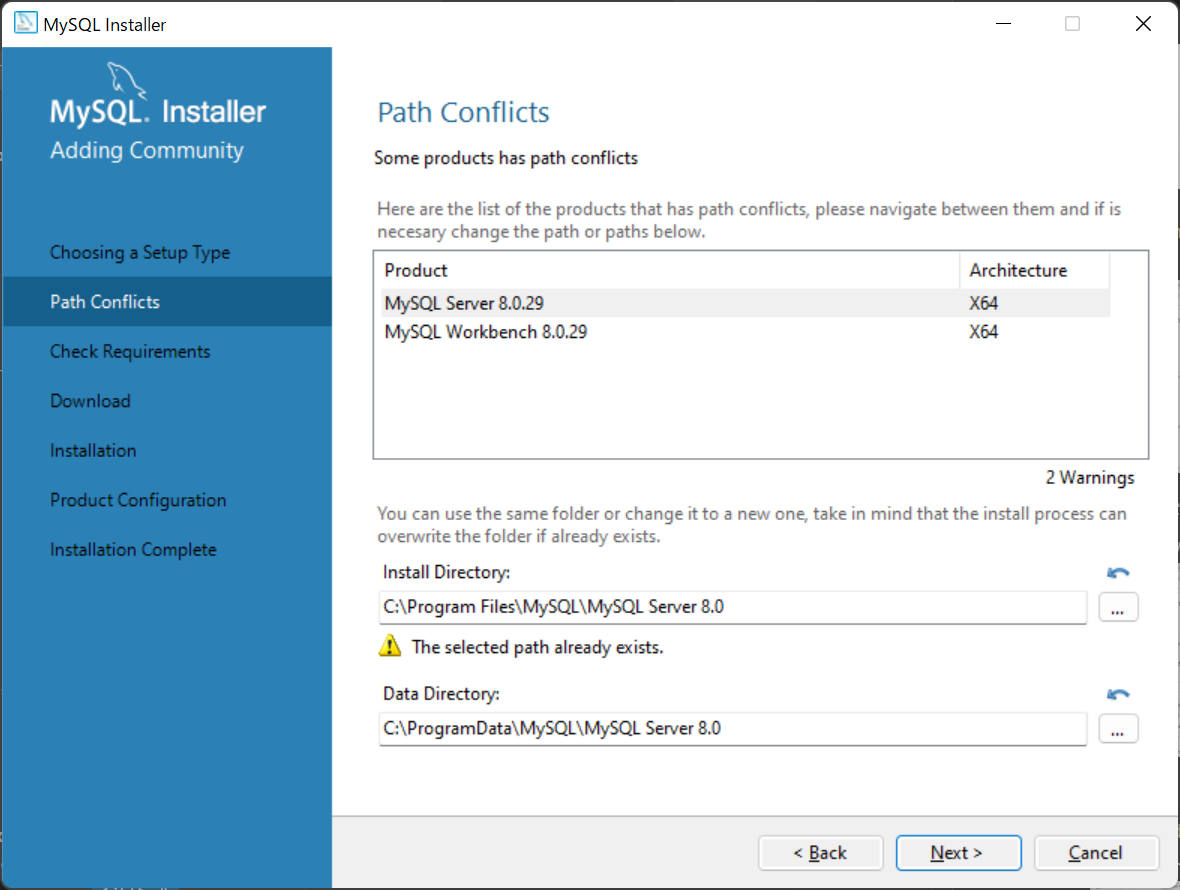 MySQL Installer
MySQL. Installer
Adding Community
Choosing a Setup Type
Path Conflicts
Check Requirements
Download
Installation
Product Configuration
Installation Complete
Path Conflicts
Some products has path conflicts
Here are the list of the products that has path conflicts, please navigate between them and if is
necesary change the path or paths below.
Product Architecture
MySQL Server 8.0.29 X64
MySQL Workbench 8.0.29 X64
2 Warnings
You can use the same folder or change it to a new one, take in mind that the install process can
overwrite the folder if already exists.
Install Directory:
C:\Program Files\MySQL\MySQL Server 8.0
...
The selected path already exists.
Data Directory:
C:\ProgramData\MySQL\MySQL Server 8.0
...
< Back Next > Cancel